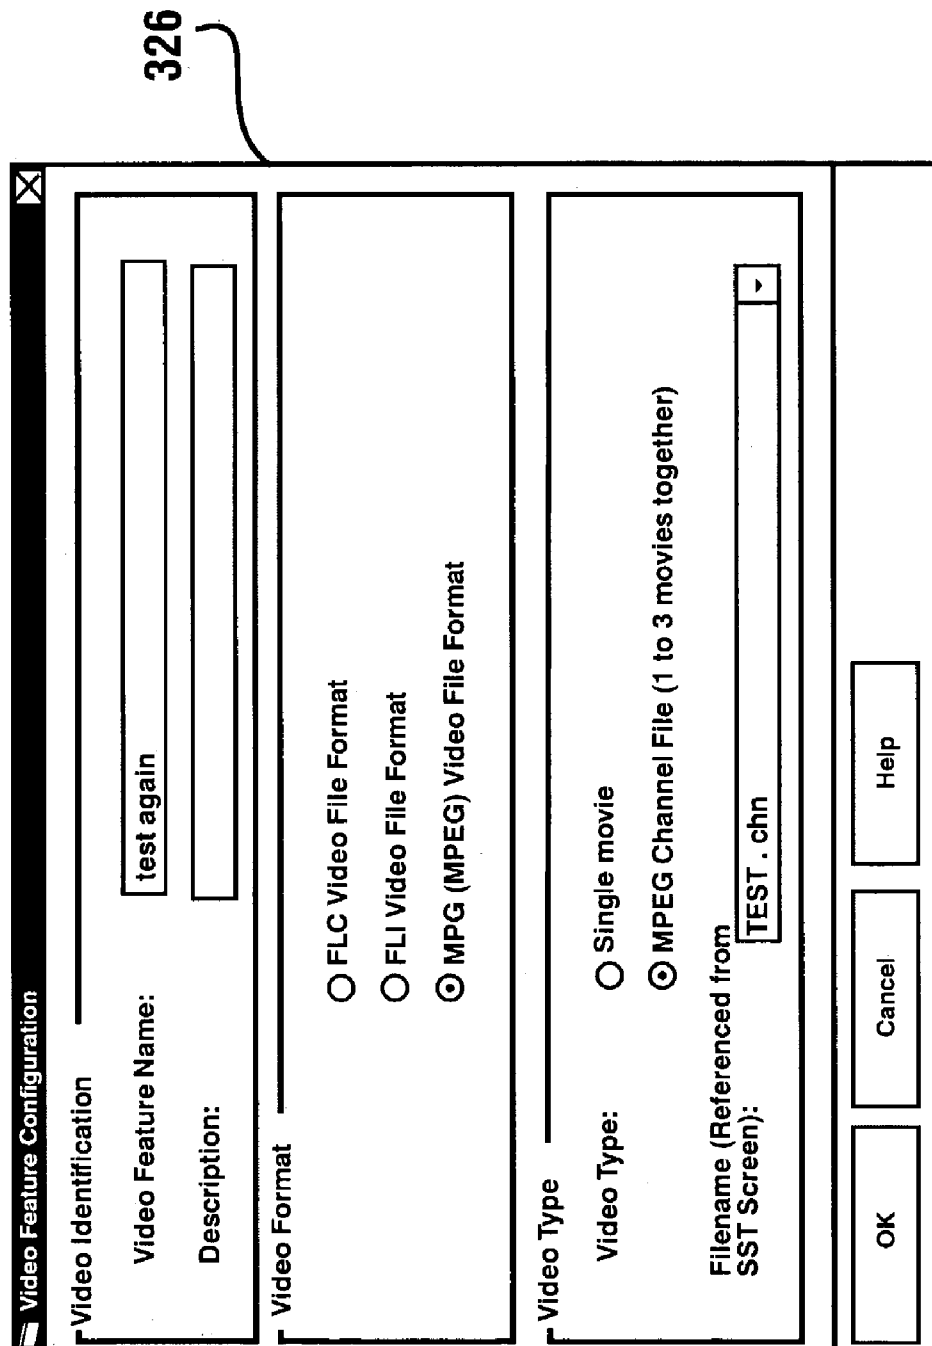 326
Video Feature Configuration
Video Identification
Video Feature Name: test again
Description:
Video Format
FLC Video File Format
FLI Video File Format
MPG (MPEG) Video File Format
Video Type
Video Type: Single movie
MPEG Channel File (1 to 3 movies together)
Filename (Referenced from
SST Screen): TEST . chn
OK Cancel Help